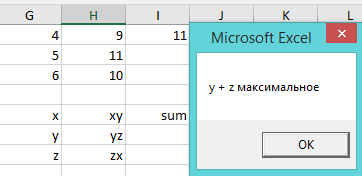 G H I J K L
4 9 11
5 11
6 10
x xy sum
y yz
z zx
Microsoft Excel
y + z максимальное
OK